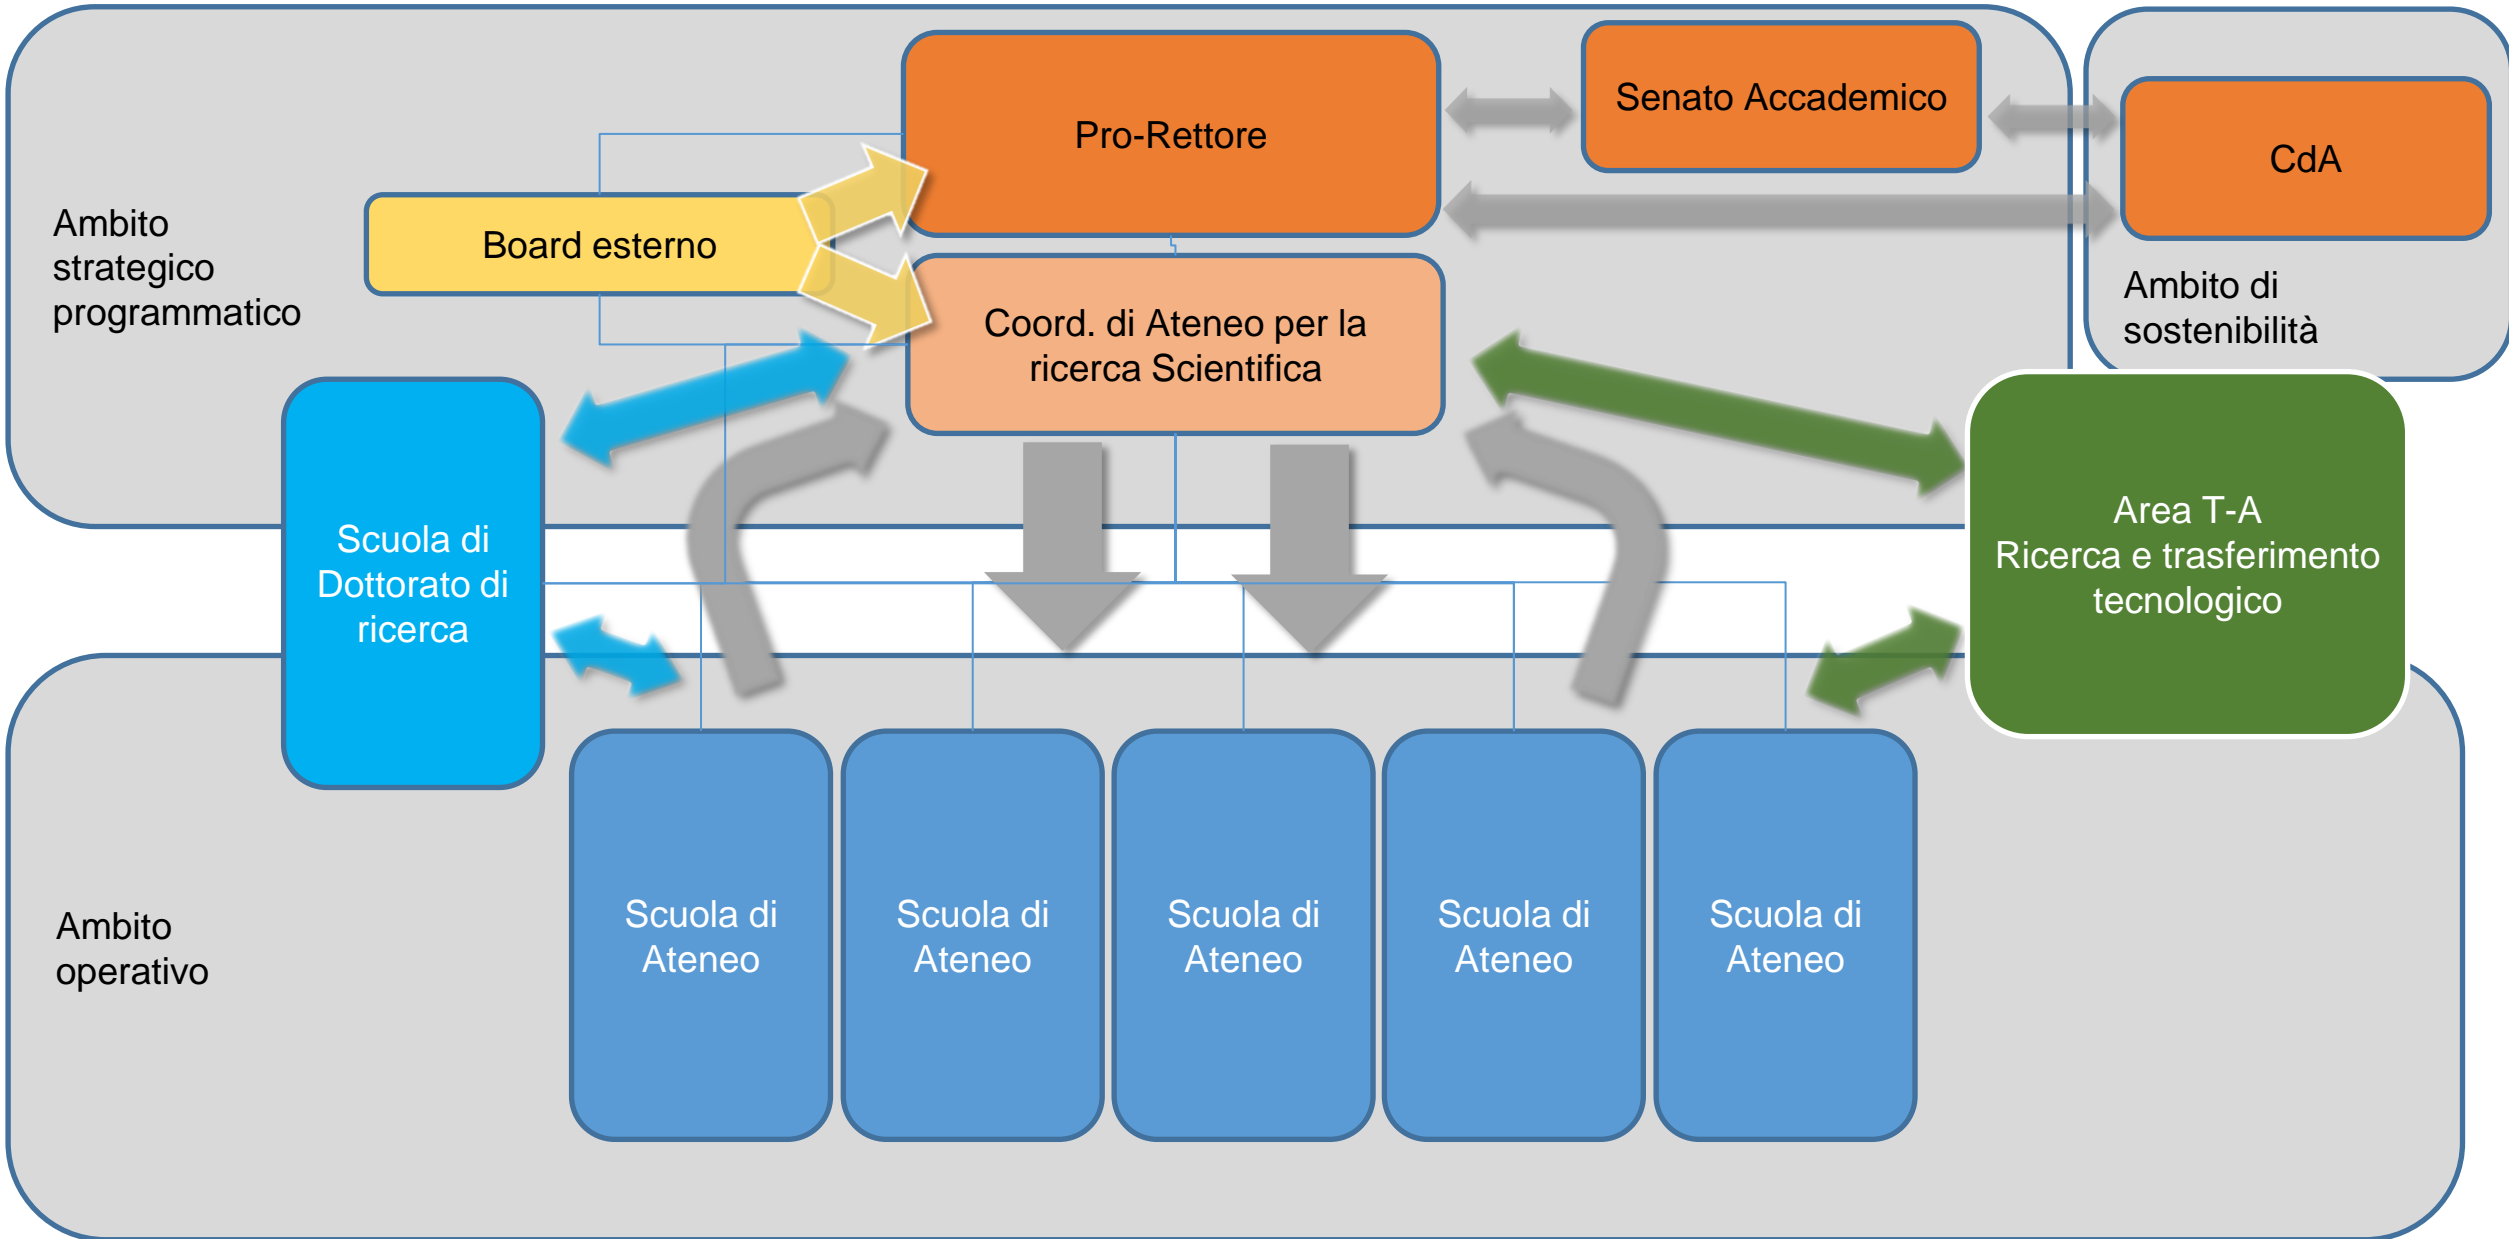 Pro-Rettore
Senato Accademico
CdA
Ambito
strategico
programmatico
Board esterno
Ambito di
sostenibilità
Coord. di Ateneo per la
ricerca Scientifica
Scuola di
Dottorato di
ricerca
Area T-A
Ricerca e trasferimento
tecnologico
Ambito
operativo
Scuola di
Ateneo
Scuola di
Ateneo
Scuola di
Ateneo
Scuola di
Ateneo
Scuola di
Ateneo